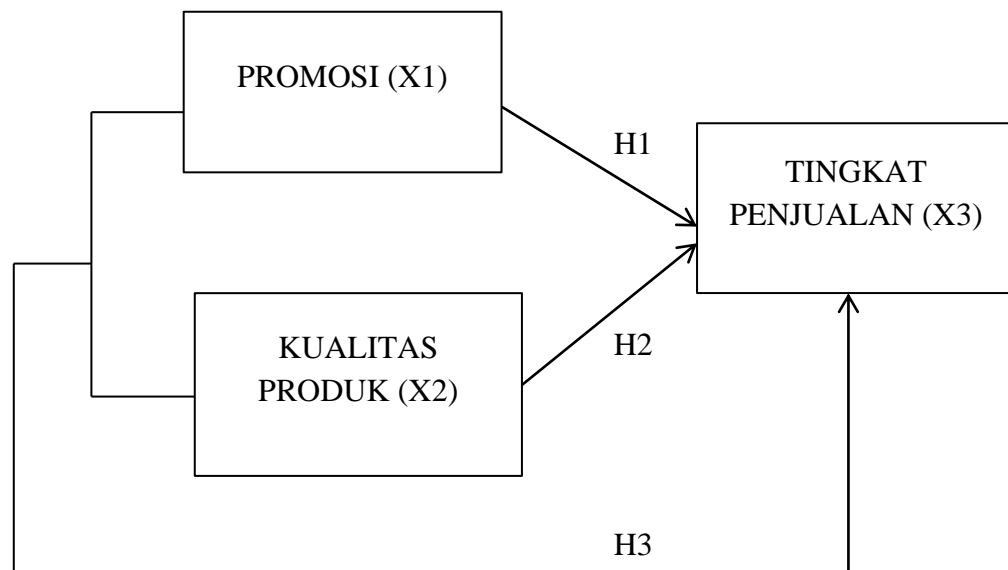 PROMOSI (X1)
H1
TINGKAT
PENJUALAN (X3)
KUALITAS
PRODUK (X2)
H2
H3